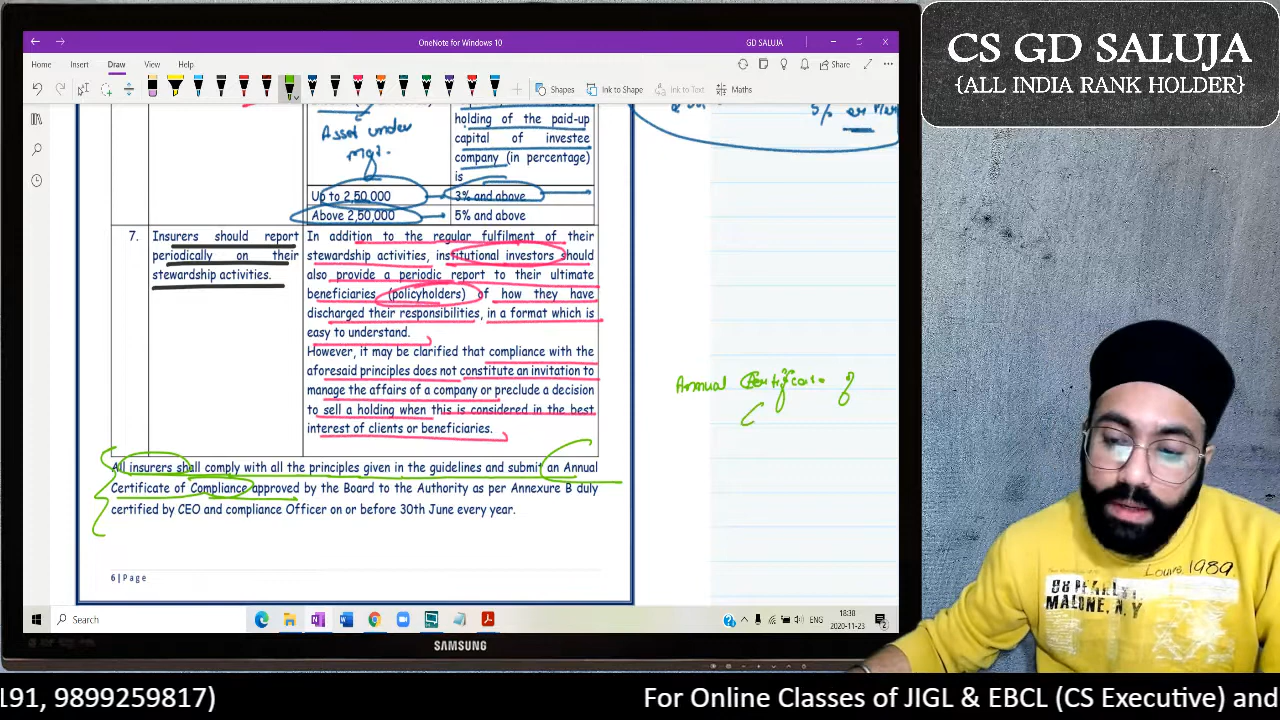 CS GD SALUJA
{ALL INDIA RANK HOLDER}
OneNote for Windows 10
GD SALUJA
Home
Insert
Draw
View
Help
Share
Shapes
Ink to Shape
Ink to Text
Maths
Asset under
mgt.
holding of the paid-up
capital of investee
company (in percentage)
is
Up to 2,50,000
3% and above
Above 2,50,000
5% and above
7.
Insurers should report
periodically on their
stewardship activities.
In addition to the regular fulfilment of their
stewardship activities, institutional investors should
also provide a periodic report to their ultimate
beneficiaries (policyholders) of how they have
discharged their responsibilities, in a format which is
easy to understand.
However, it may be clarified that compliance with the
aforesaid principles does not constitute an invitation to
manage the affairs of a company or preclude a decision
to sell a holding when this is considered in the best
interest of clients or beneficiaries.
Annual Certificate of
All insurers shall comply with all the principles given in the guidelines and submit an Annual
Certificate of Compliance approved by the Board to the Authority as per Annexure B duly
certified by CEO and compliance Officer on or before 30th June every year.
6|Page
Search
ENG
18:30
2020-11-23
SAMSUNG
Louvre, 1989
MALONE, N.Y
191, 9899259817)
For Online Classes of JIGL & EBCL (CS Executive) and